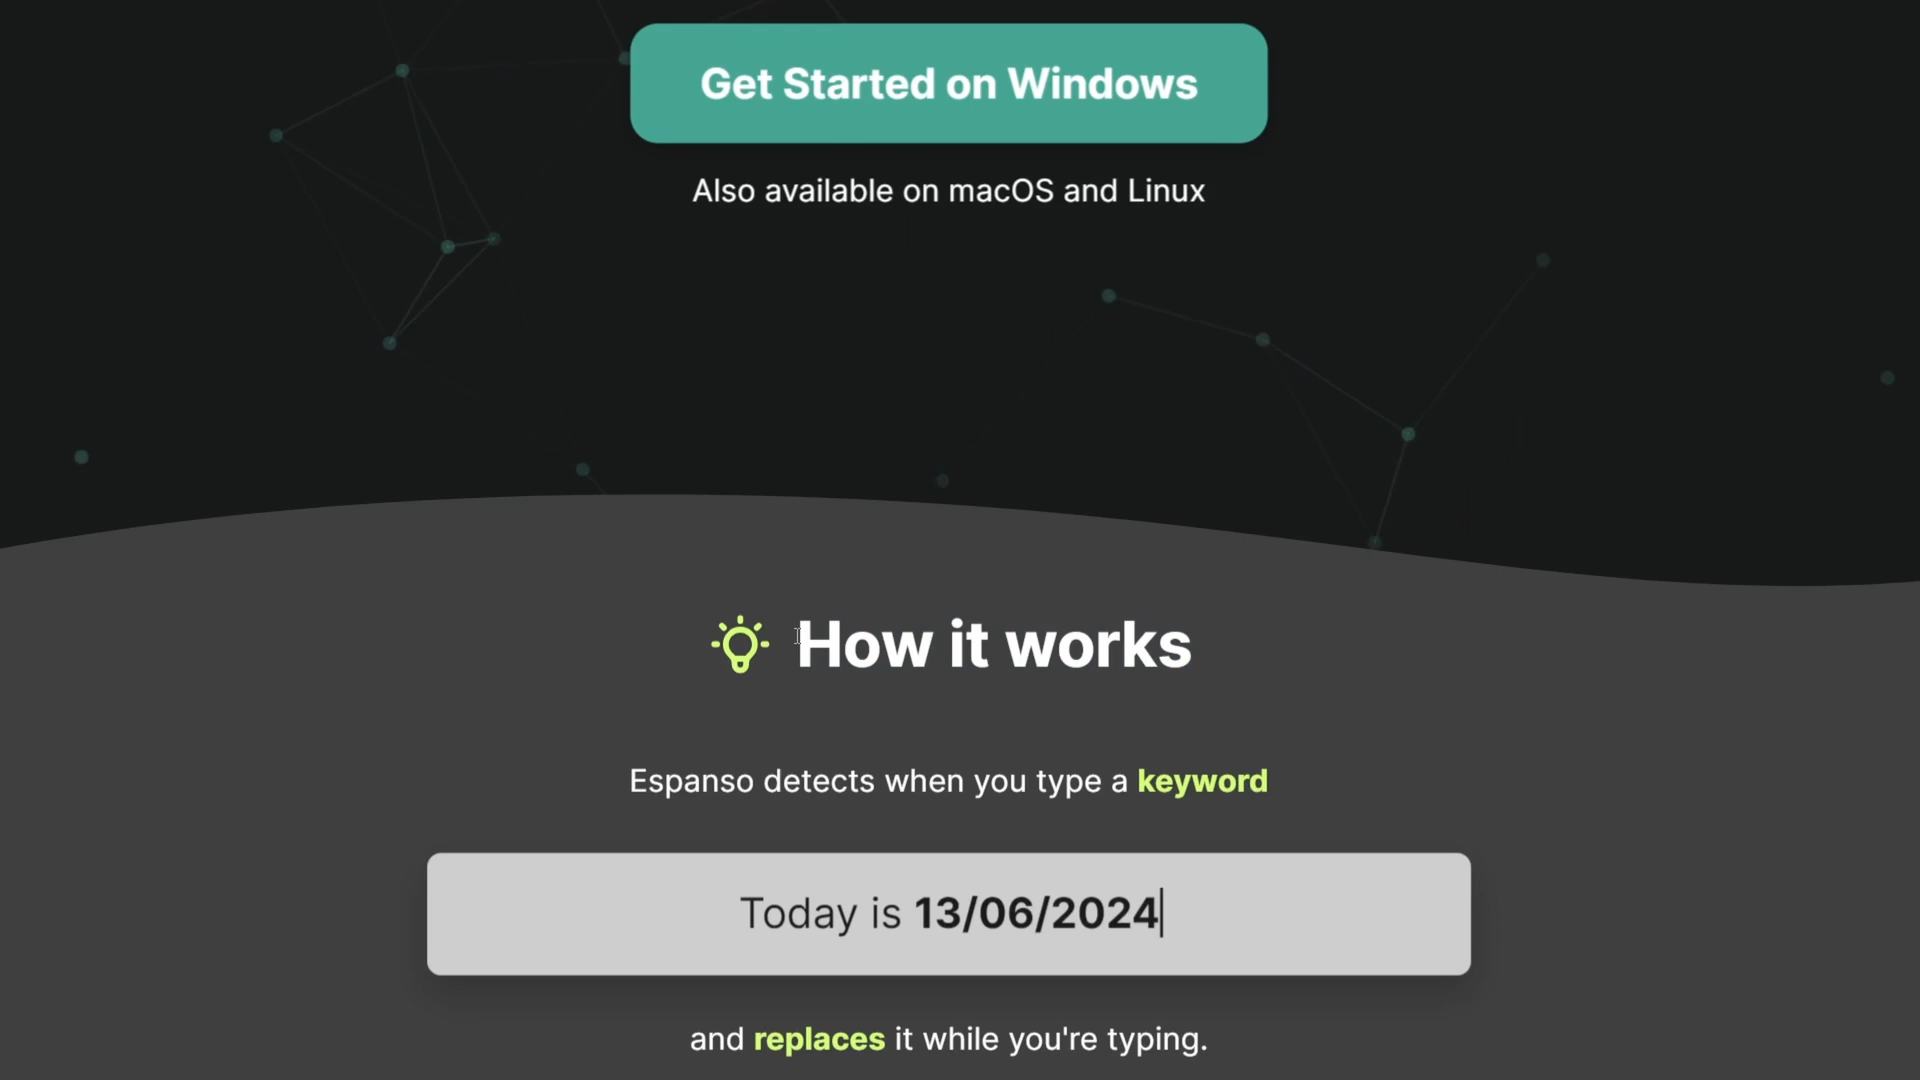 Get Started on Windows
Also available on macOS and Linux
How it works
Espanso detects when you type a keyword
Today is 13/06/2024
and replaces it while you're typing.